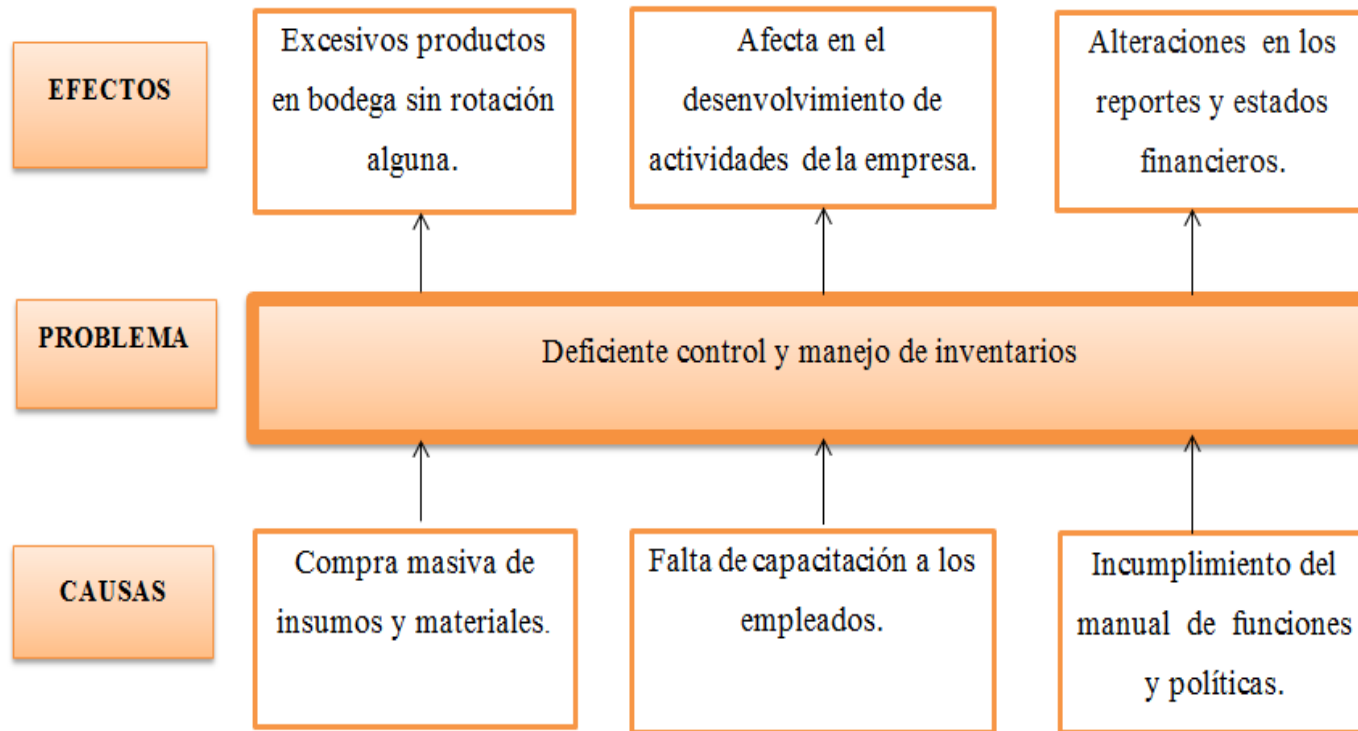 EFECTOS
Excesivos productos
en bodega sin rotación
alguna.
Afecta en el
desenvolvimiento de
actividades de la empresa.
Alteraciones en los
reportes y estados
financieros.
PROBLEMA
Deficiente control y manejo de inventarios
CAUSAS
Compra masiva de
insumos y materiales.
Falta de capacitación a los
empleados.
Incumplimiento del
manual de funciones
y políticas.